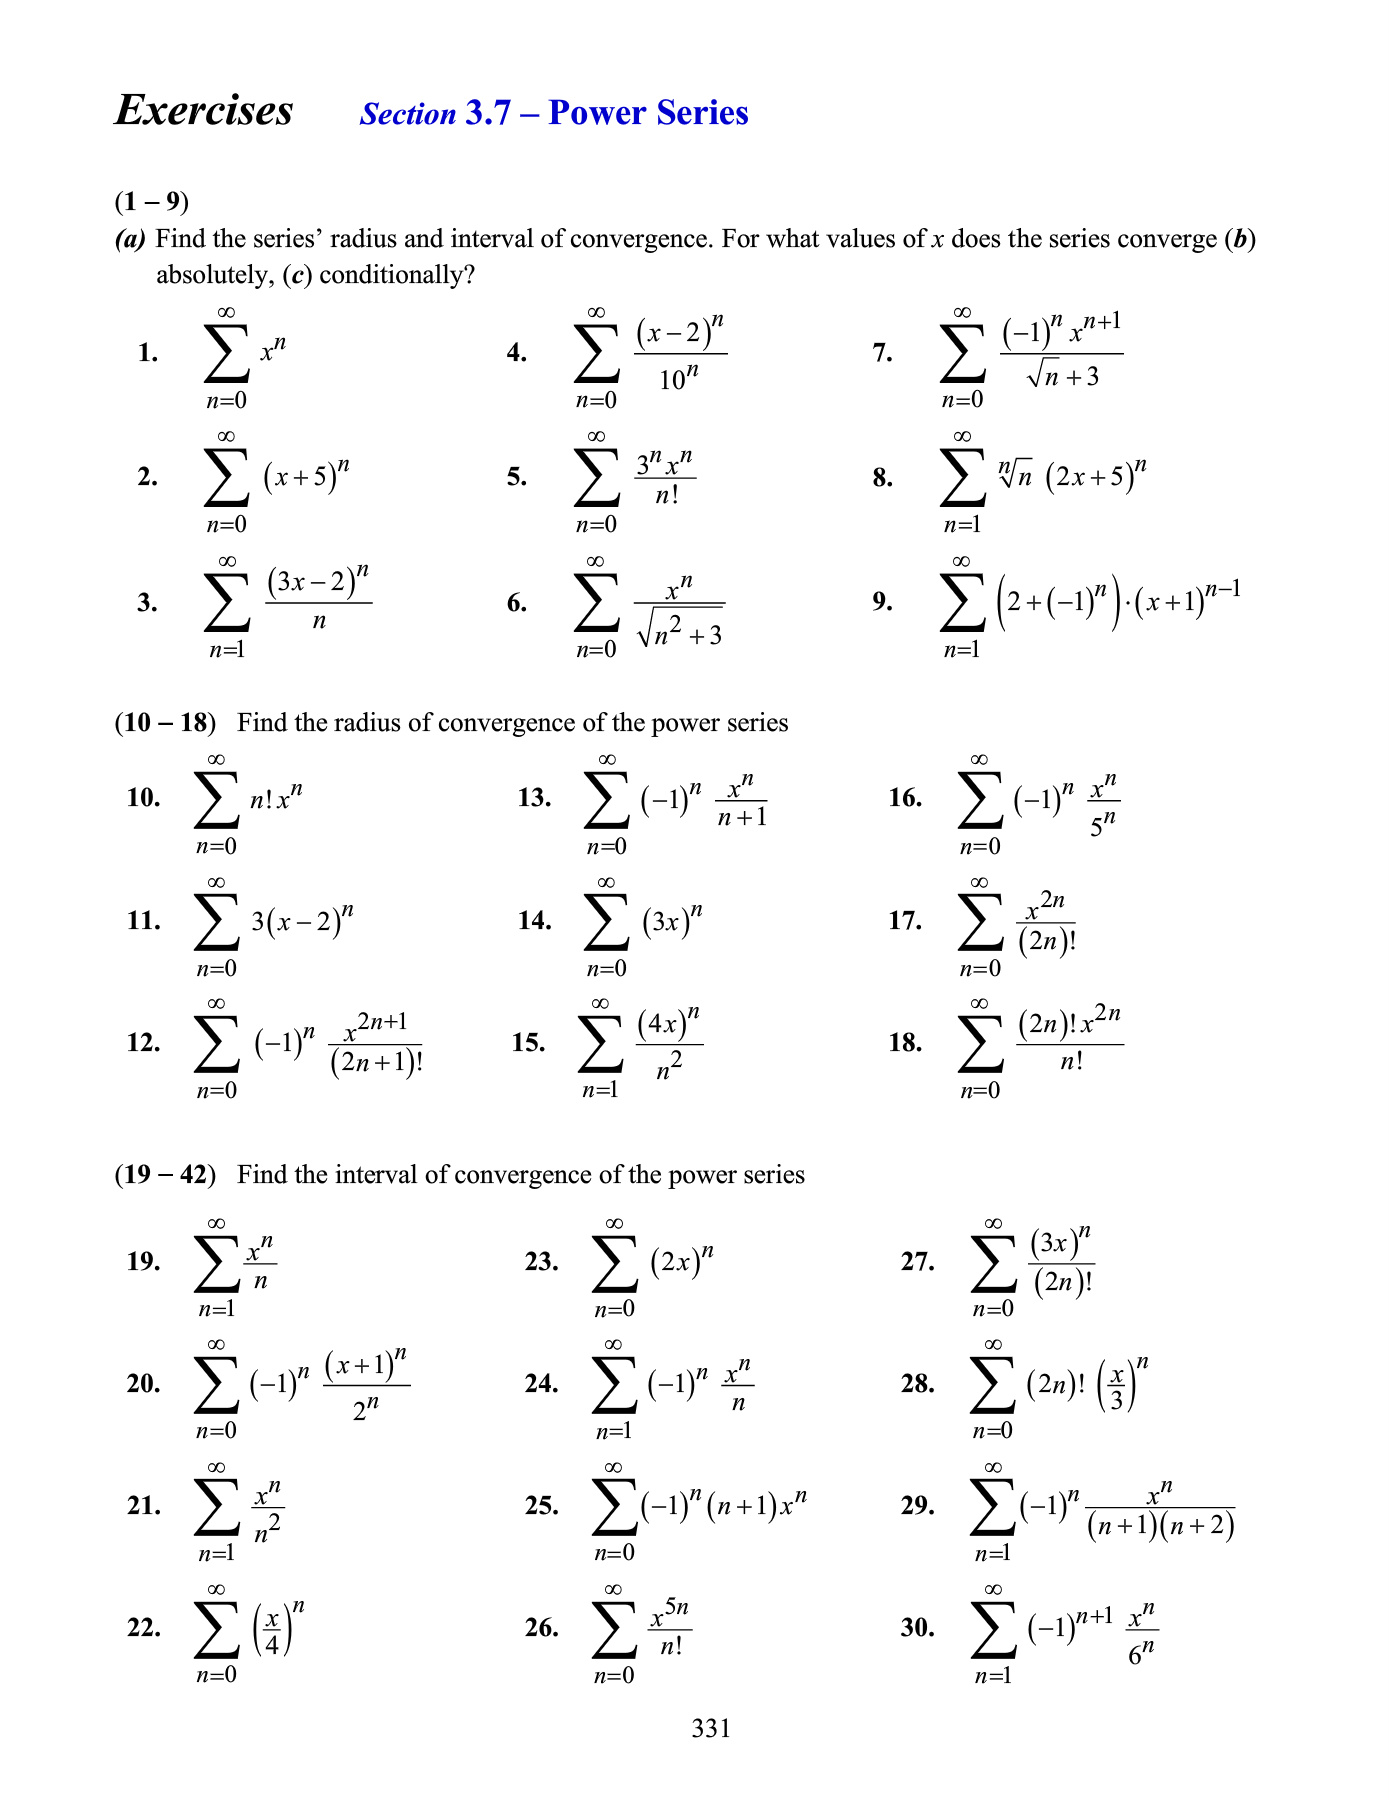 Exercises Section 3.7 – Power Series
(1 – 9)
(a) Find the series’ radius and interval of convergence. For what values of x does the series converge (b)
absolutely, (c) conditionally?
1. $\sum_{n=0}^{\infty} x^n$
4. $\sum_{n=0}^{\infty} \frac{(x-2)^n}{10^n}$
7. $\sum_{n=0}^{\infty} \frac{(-1)^n x^{n+1}}{\sqrt{n}+3}$
2. $\sum_{n=0}^{\infty} (x+5)^n$
5. $\sum_{n=0}^{\infty} \frac{3^n x^n}{n!}$
8. $\sum_{n=1}^{\infty} \sqrt[n]{n} (2x+5)^n$
3. $\sum_{n=1}^{\infty} \frac{(3x-2)^n}{n}$
6. $\sum_{n=0}^{\infty} \frac{x^n}{\sqrt{n^2+3}}$
9. $\sum_{n=1}^{\infty} (2+(-1)^n)\cdot(x+1)^{n-1}$
(10 – 18) Find the radius of convergence of the power series
10. $\sum_{n=0}^{\infty} n! x^n$
13. $\sum_{n=0}^{\infty} (-1)^n \frac{x^n}{n+1}$
16. $\sum_{n=0}^{\infty} (-1)^n \frac{x^n}{5^n}$
11. $\sum_{n=0}^{\infty} 3(x-2)^n$
14. $\sum_{n=0}^{\infty} (3x)^n$
17. $\sum_{n=0}^{\infty} \frac{x^{2n}}{(2n)!}$
12. $\sum_{n=0}^{\infty} (-1)^n \frac{x^{2n+1}}{(2n+1)!}$
15. $\sum_{n=1}^{\infty} \frac{(4x)^n}{n^2}$
18. $\sum_{n=0}^{\infty} \frac{(2n)! x^{2n}}{n!}$
(19 – 42) Find the interval of convergence of the power series
19. $\sum_{n=1}^{\infty} \frac{x^n}{n}$
23. $\sum_{n=0}^{\infty} (2x)^n$
27. $\sum_{n=0}^{\infty} \frac{(3x)^n}{(2n)!}$
20. $\sum_{n=0}^{\infty} (-1)^n \frac{(x+1)^n}{2^n}$
24. $\sum_{n=1}^{\infty} (-1)^n \frac{x^n}{n}$
28. $\sum_{n=0}^{\infty} (2n)! \left(\frac{x}{3}\right)^n$
21. $\sum_{n=1}^{\infty} \frac{x^n}{n^2}$
25. $\sum_{n=0}^{\infty} (-1)^n (n+1) x^n$
29. $\sum_{n=1}^{\infty} (-1)^n \frac{x^n}{(n+1)(n+2)}$
22. $\sum_{n=0}^{\infty} \left(\frac{x}{4}\right)^n$
26. $\sum_{n=0}^{\infty} \frac{x^{5n}}{n!}$
30. $\sum_{n=1}^{\infty} (-1)^{n+1} \frac{x^n}{6^n}$
331